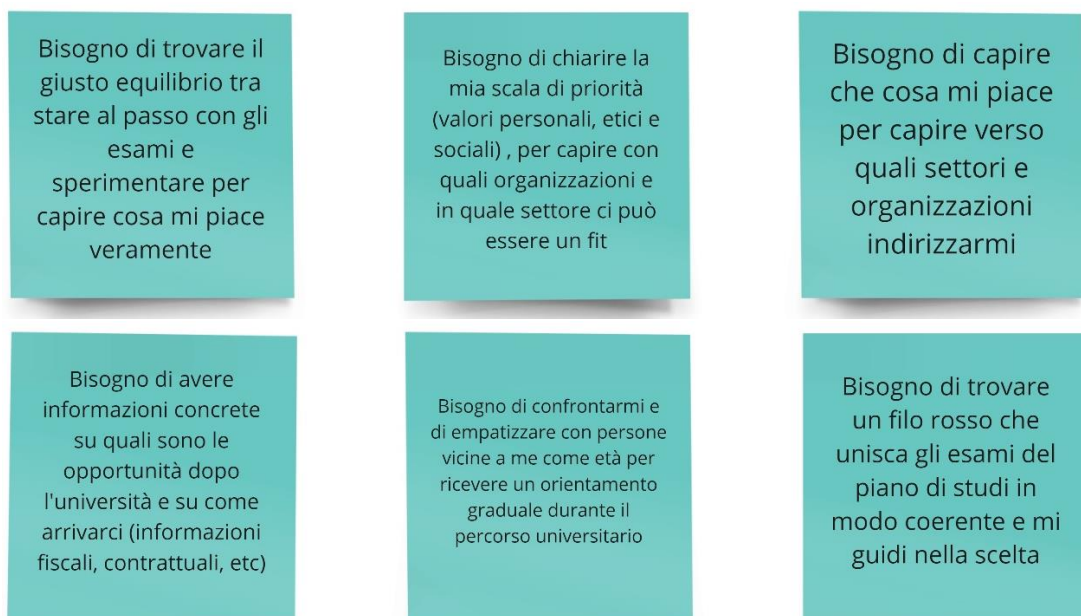 Bisogno di trovare il
giusto equilibrio tra
stare al passo con gli
esami e
sperimentare per
capire cosa mi piace
veramente
Bisogno di chiarire la
mia scala di priorità
(valori personali, etici e
sociali) , per capire con
quali organizzazioni e
in quale settore ci può
essere un fit
Bisogno di capire
che cosa mi piace
per capire verso
quali settori e
organizzazioni
indirizzarmi
Bisogno di avere
informazioni concrete
su quali sono le
opportunità dopo
l'università e su come
arrivarci (informazioni
fiscali, contrattuali, etc)
Bisogno di confrontarmi e
di empatizzare con persone
vicine a me come età per
ricevere un orientamento
graduale durante il
percorso universitario
Bisogno di trovare
un filo rosso che
unisca gli esami del
piano di studi in
modo coerente e mi
guidi nella scelta